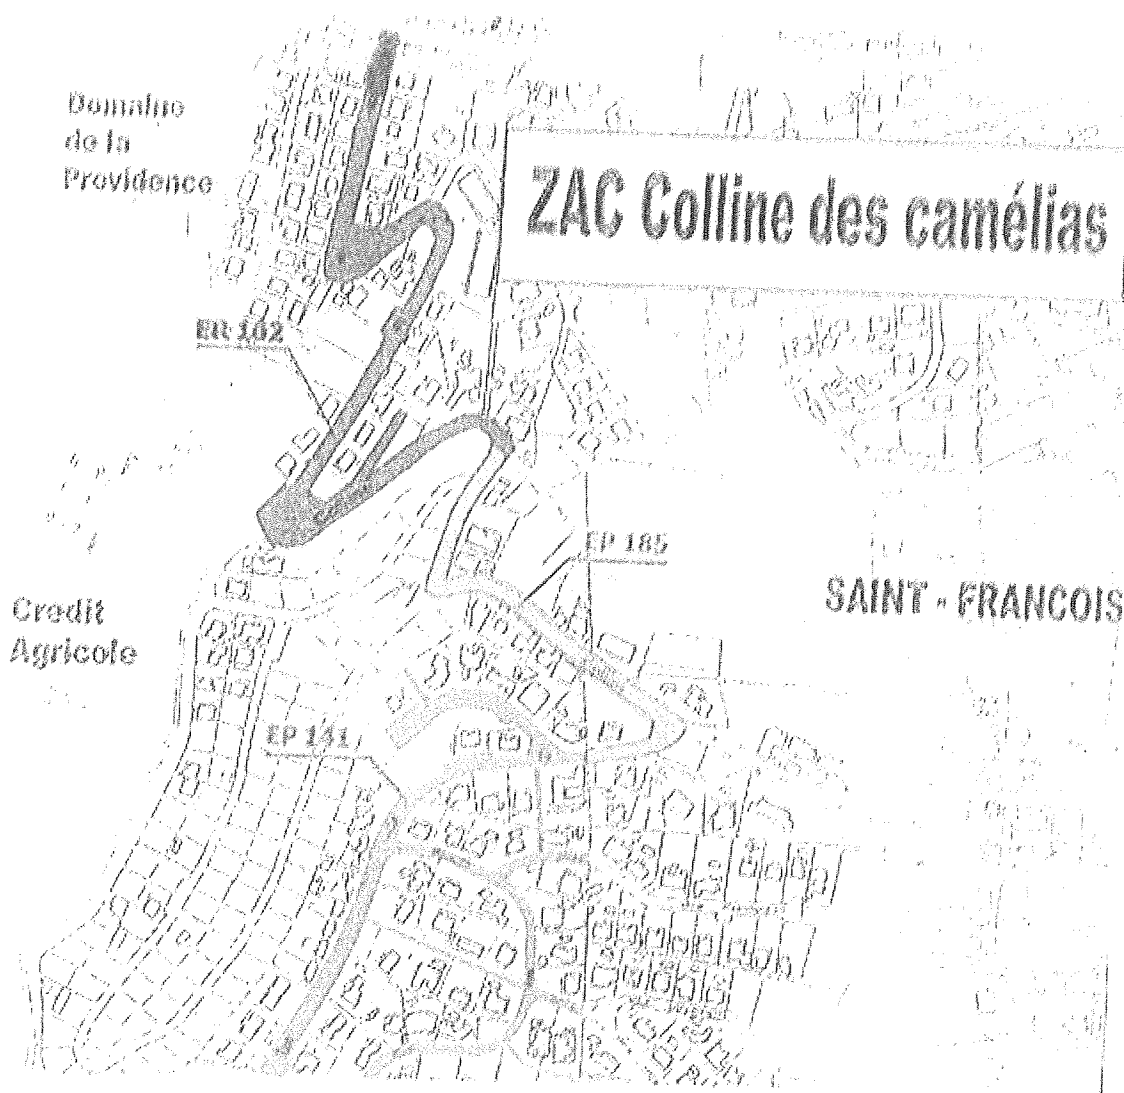 Domaine
de la
Providence
ZAC Colline des camélias
ER 182
EP 185
SAINT - FRANCOIS
Credit
Agricole
EP 141